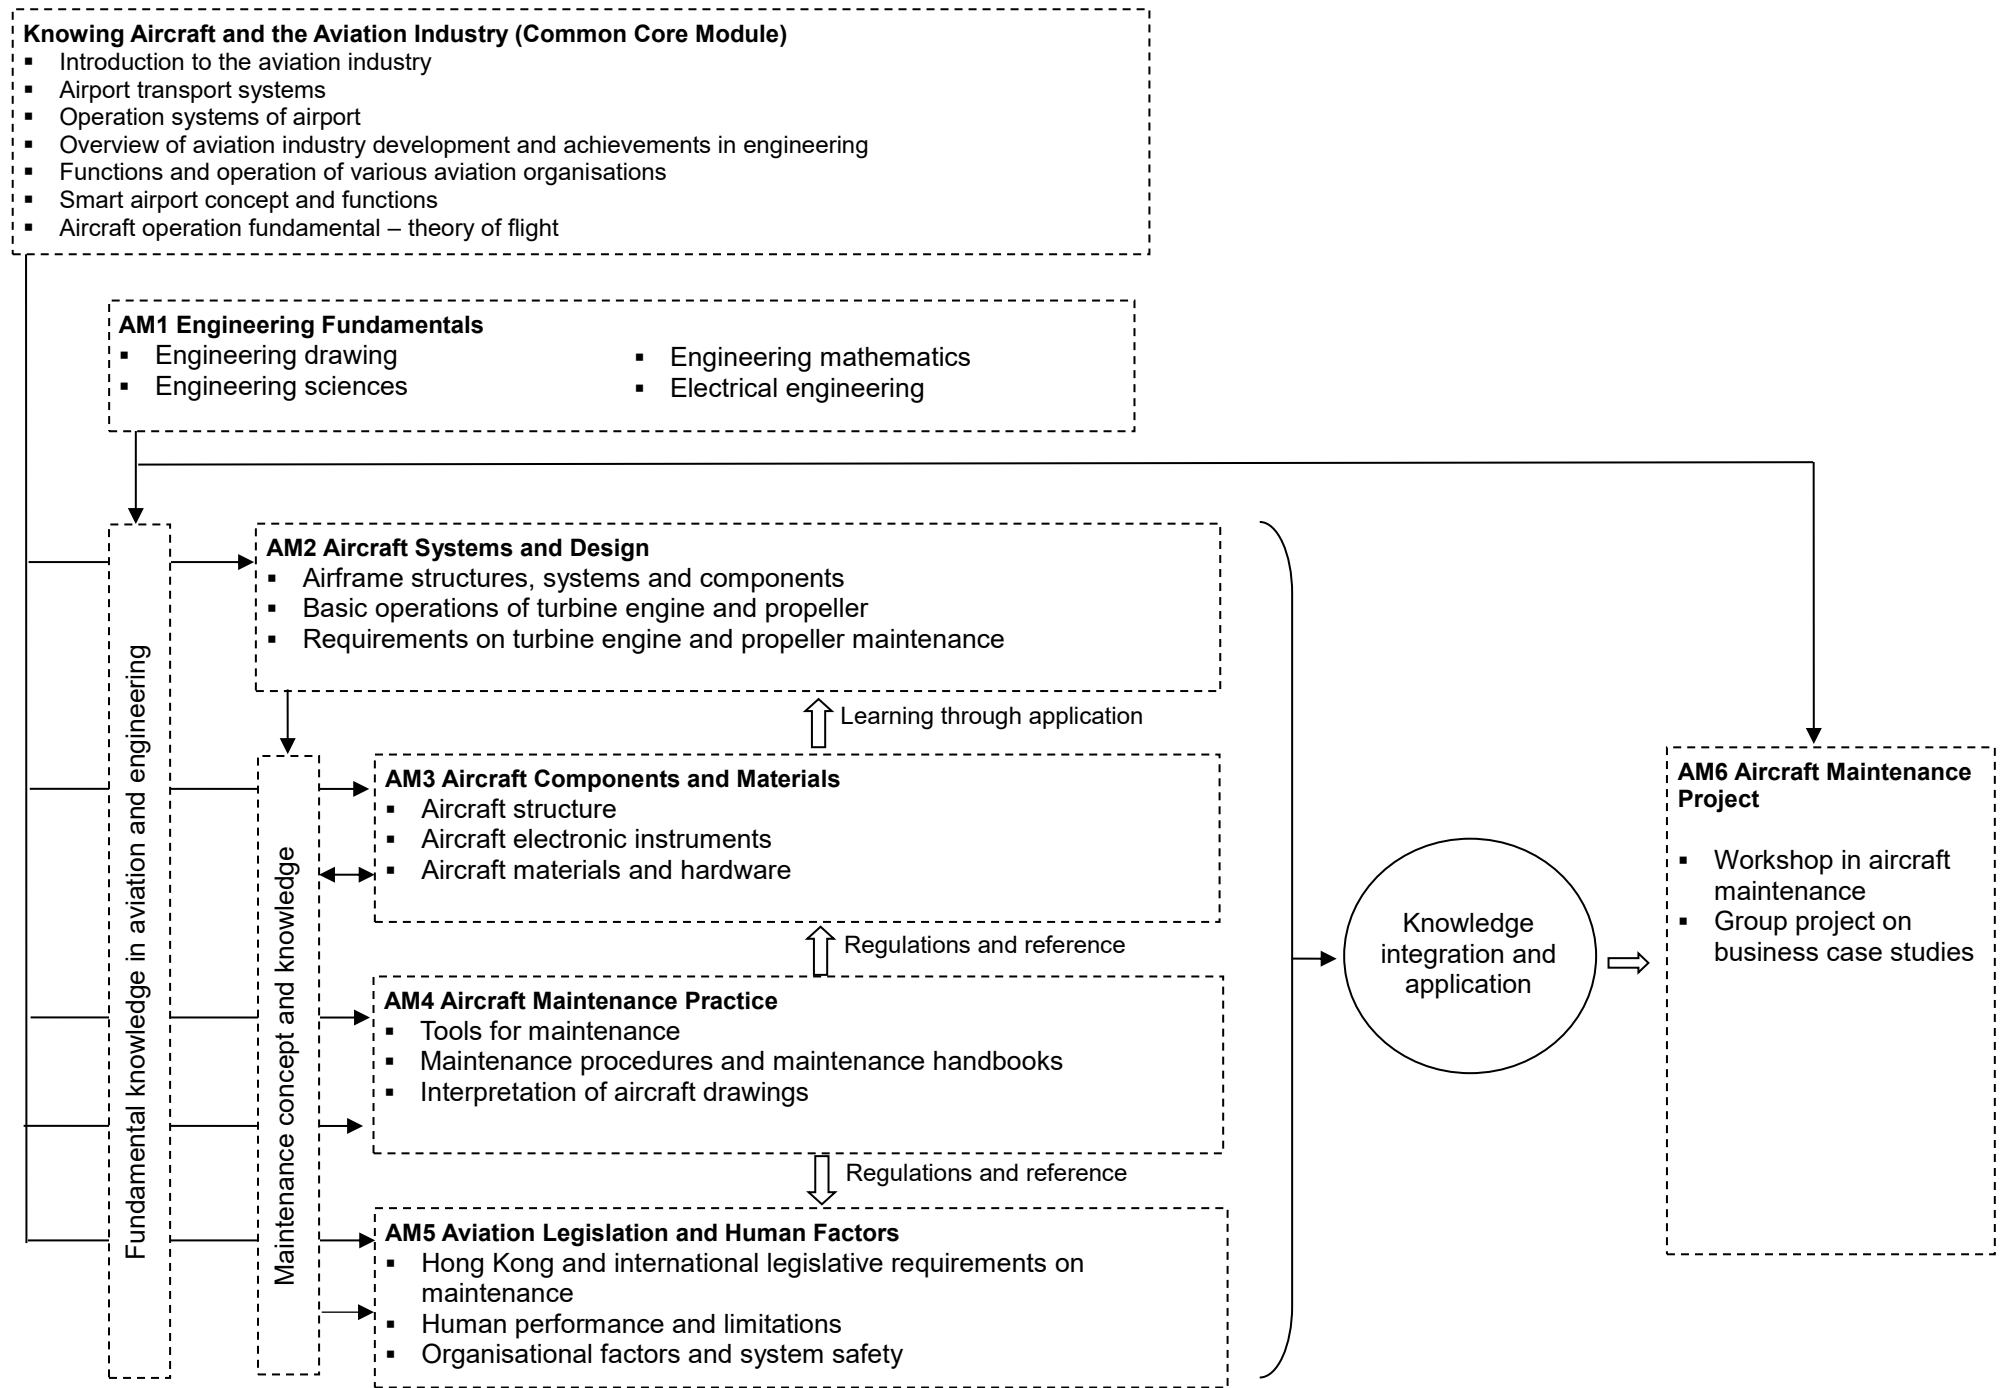 Knowing Aircraft and the Aviation Industry (Common Core Module)
▪ Introduction to the aviation industry
▪ Airport transport systems
▪ Operation systems of airport
▪ Overview of aviation industry development and achievements in engineering
▪ Functions and operation of various aviation organisations
▪ Smart airport concept and functions
▪ Aircraft operation fundamental – theory of flight
AM1 Engineering Fundamentals
▪ Engineering drawing
▪ Engineering sciences
▪ Engineering mathematics
▪ Electrical engineering
Fundamental knowledge in aviation and engineering
AM2 Aircraft Systems and Design
▪ Airframe structures, systems and components
▪ Basic operations of turbine engine and propeller
▪ Requirements on turbine engine and propeller maintenance
Learning through application
Maintenance concept and knowledge
AM3 Aircraft Components and Materials
▪ Aircraft structure
▪ Aircraft electronic instruments
▪ Aircraft materials and hardware
Regulations and reference
AM4 Aircraft Maintenance Practice
▪ Tools for maintenance
▪ Maintenance procedures and maintenance handbooks
▪ Interpretation of aircraft drawings
Regulations and reference
AM5 Aviation Legislation and Human Factors
▪ Hong Kong and international legislative requirements on
maintenance
▪ Human performance and limitations
▪ Organisational factors and system safety
Knowledge
integration and
application
AM6 Aircraft Maintenance
Project
▪ Workshop in aircraft
maintenance
▪ Group project on
business case studies